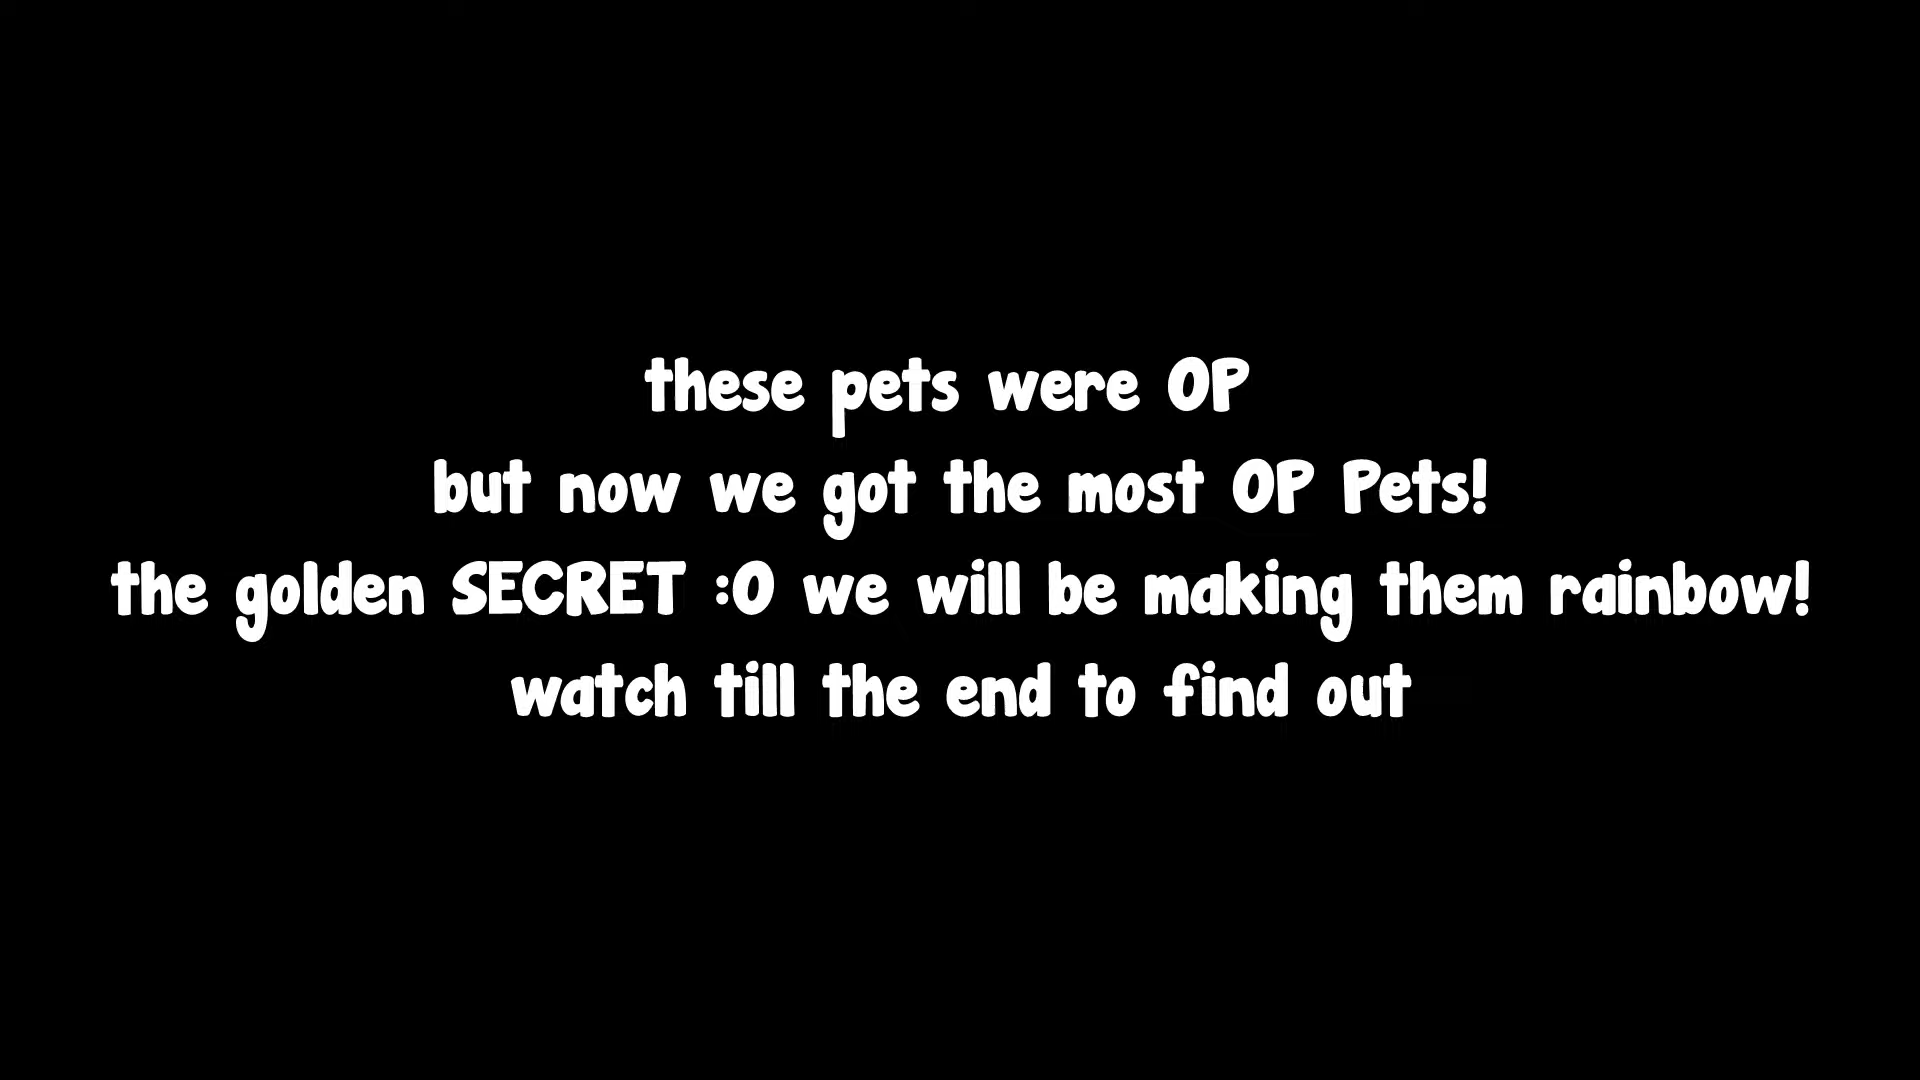 these pets were OP
but now we got the most OP Pets!
the golden SECRET :O we will be making them rainbow!
watch till the end to find out